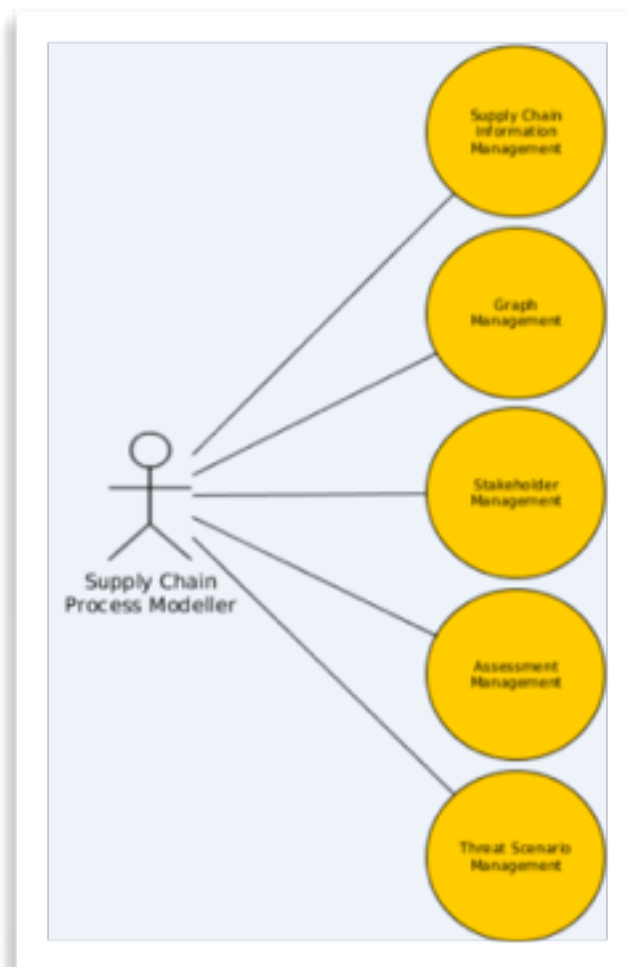 Supply Chain
Information
Management
Graph
Management
Stakeholder
Management
Supply Chain
Process Modeller
Assessment
Management
Threat Scenario
Management